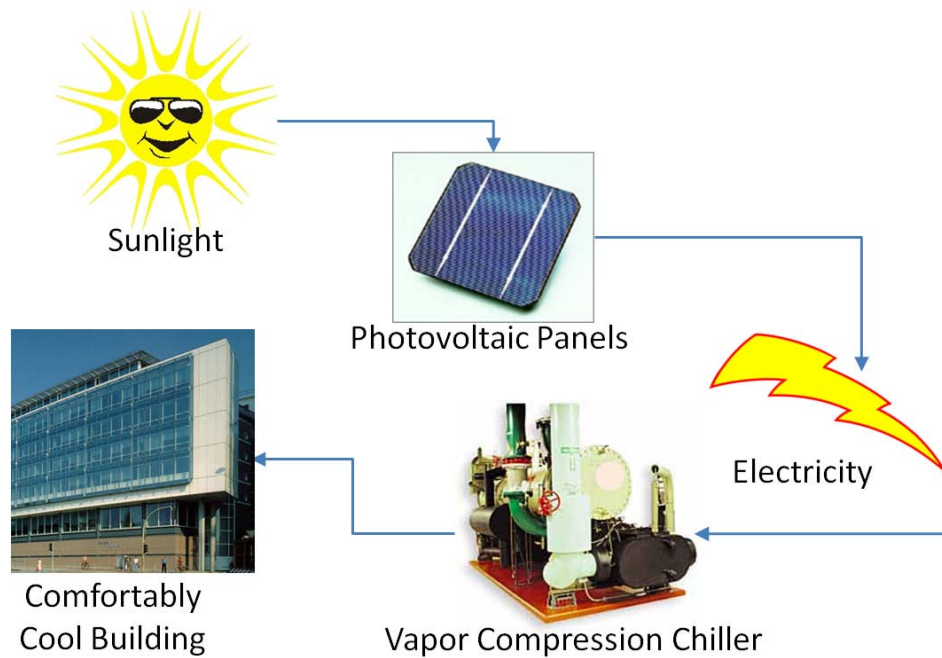 Sunlight
Photovoltaic Panels
Electricity
Vapor Compression Chiller
Comfortably
Cool Building